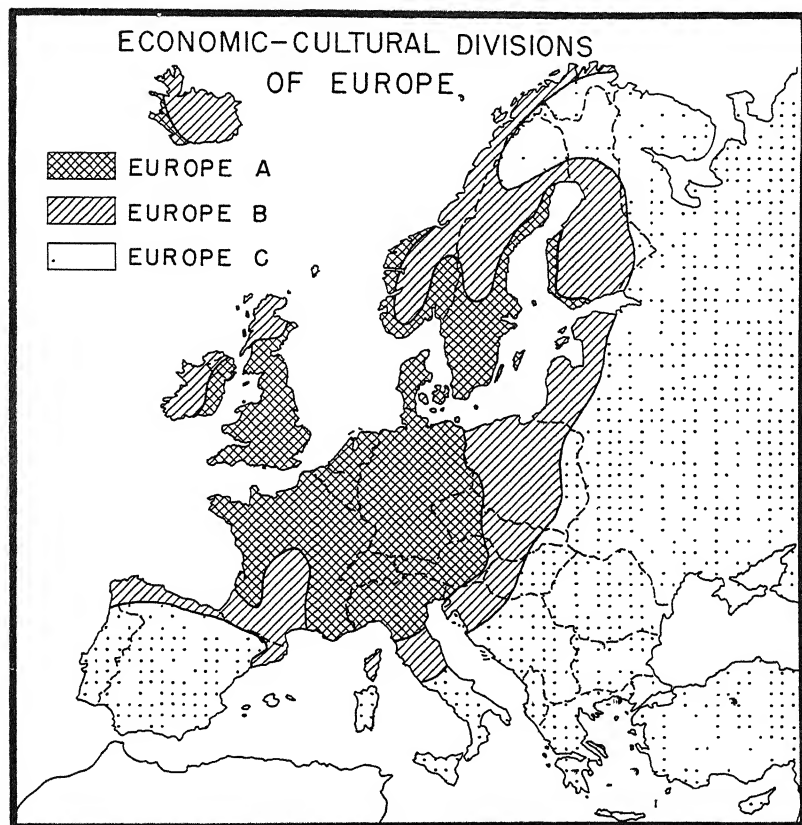 ECONOMIC-CULTURAL DIVISIONS
OF EUROPE
EUROPE A
EUROPE B
EUROPE C